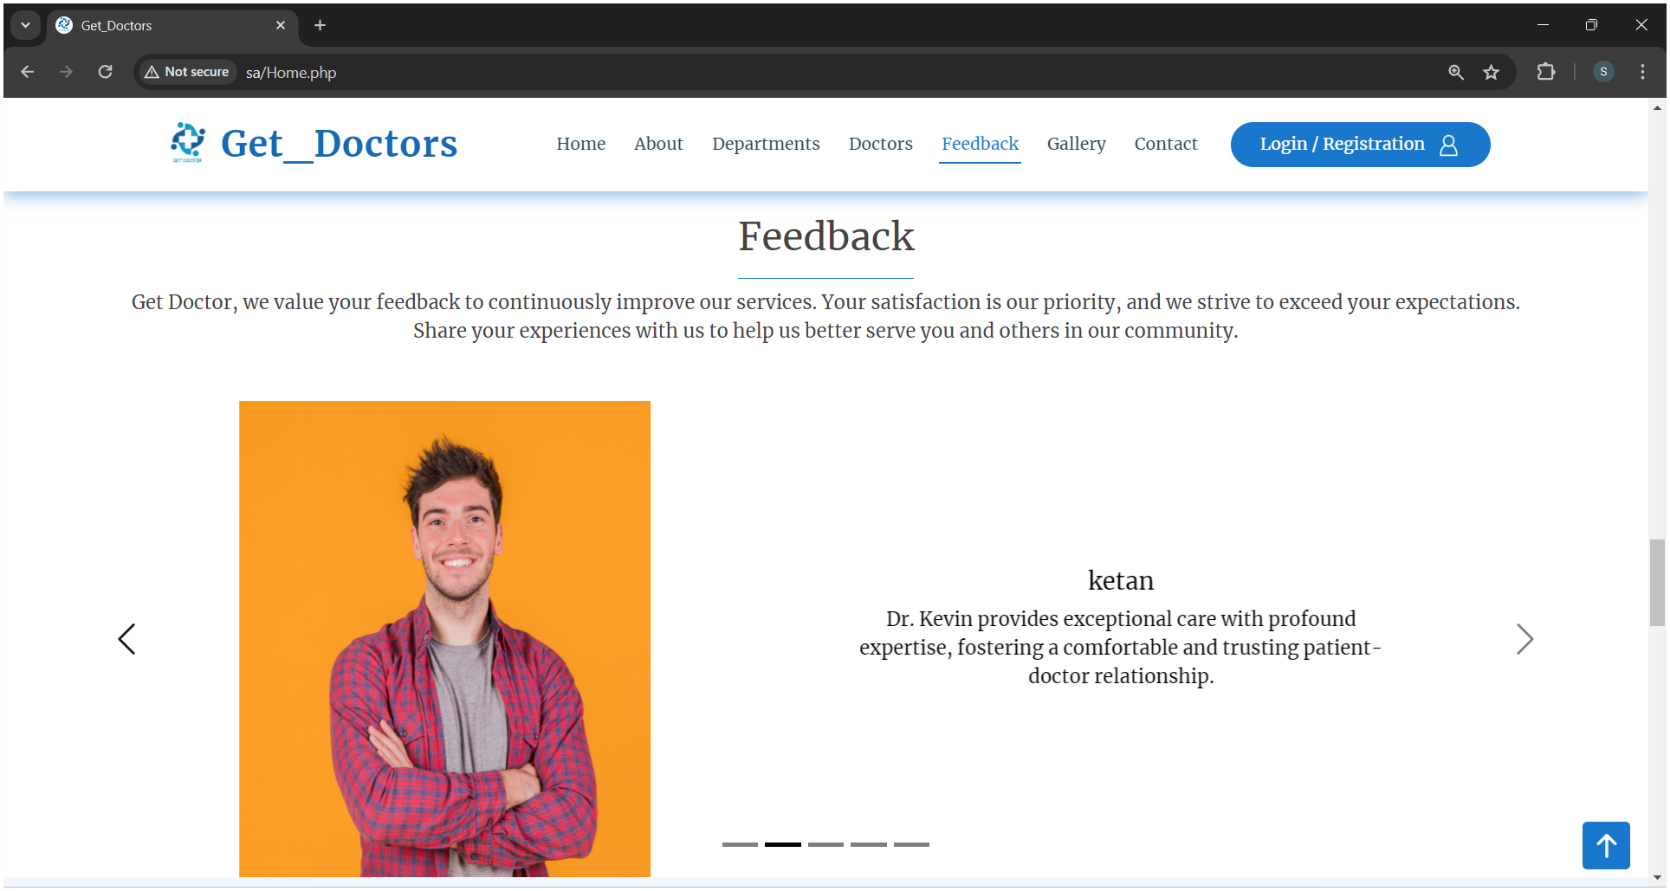 Get_Doctors
Not secure
sa/Home.php
S
GET DOCTOR
Get__Doctors
Home
About
Departments
Doctors
Feedback
Gallery
Contact
Login / Registration
Feedback
Get Doctor, we value your feedback to continuously improve our services. Your satisfaction is our priority, and we strive to exceed your expectations.
Share your experiences with us to help us better serve you and others in our community.
ketan
Dr. Kevin provides exceptional care with profound
expertise, fostering a comfortable and trusting patient-
doctor relationship.